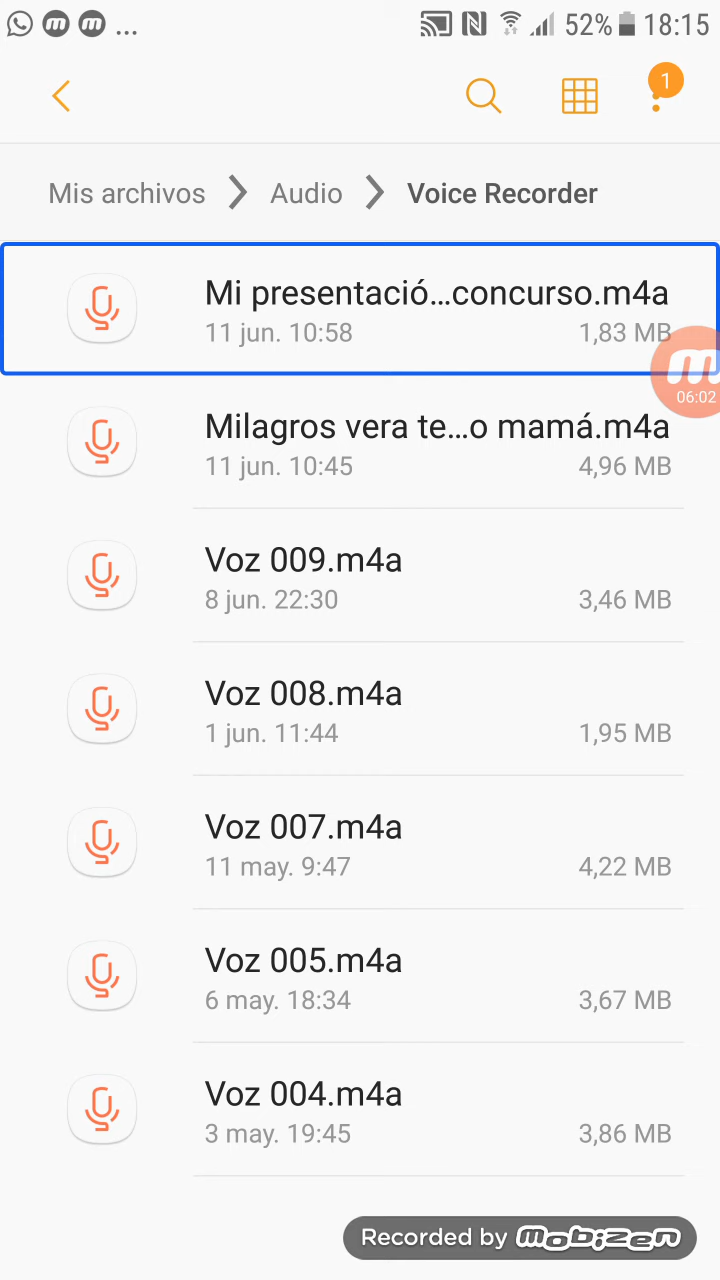 52% 18:15
1
Mis archivos > Audio > Voice Recorder
Mi presentació...concurso.m4a
11 jun. 10:58 1,83 MB
06:02
Milagros vera te...o mamá.m4a
11 jun. 10:45 4,96 MB
Voz 009.m4a
8 jun. 22:30 3,46 MB
Voz 008.m4a
1 jun. 11:44 1,95 MB
Voz 007.m4a
11 may. 9:47 4,22 MB
Voz 005.m4a
6 may. 18:34 3,67 MB
Voz 004.m4a
3 may. 19:45 3,86 MB
Recorded by mobizen